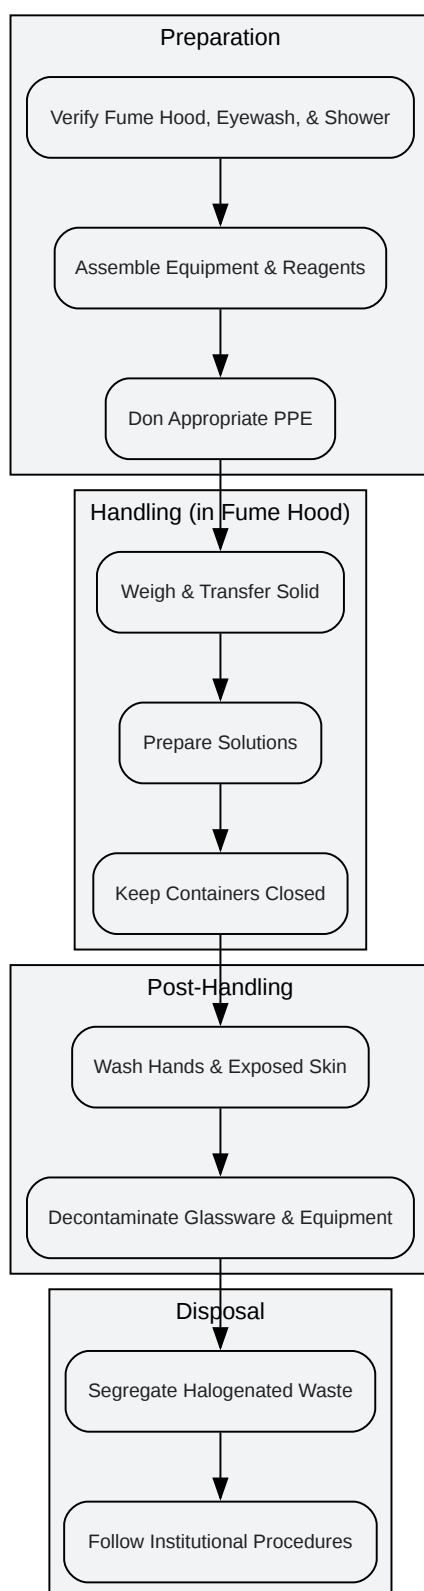 Preparation
Verify Fume Hood, Eyewash, & Shower
Assemble Equipment & Reagents
Don Appropriate PPE
Handling (in Fume Hood)
Weigh & Transfer Solid
Prepare Solutions
Keep Containers Closed
Post-Handling
Wash Hands & Exposed Skin
Decontaminate Glassware & Equipment
Disposal
Segregate Halogenated Waste
Follow Institutional Procedures